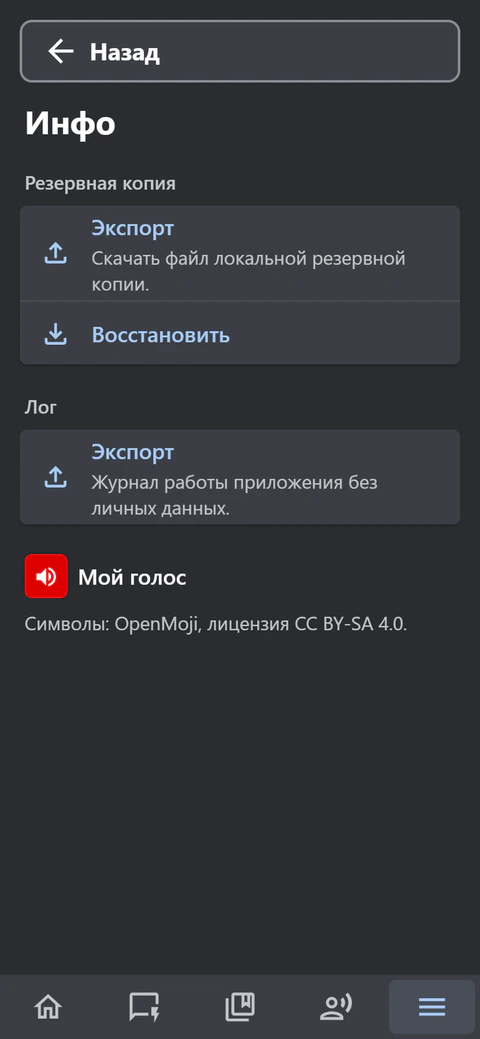 Назад
Инфо
Резервная копия
Экспорт
Скачать файл локальной резервной
копии.
Восстановить
Лог
Экспорт
Журнал работы приложения без
личных данных.
Мой голос
Символы: OpenMoji, лицензия CC BY-SA 4.0.